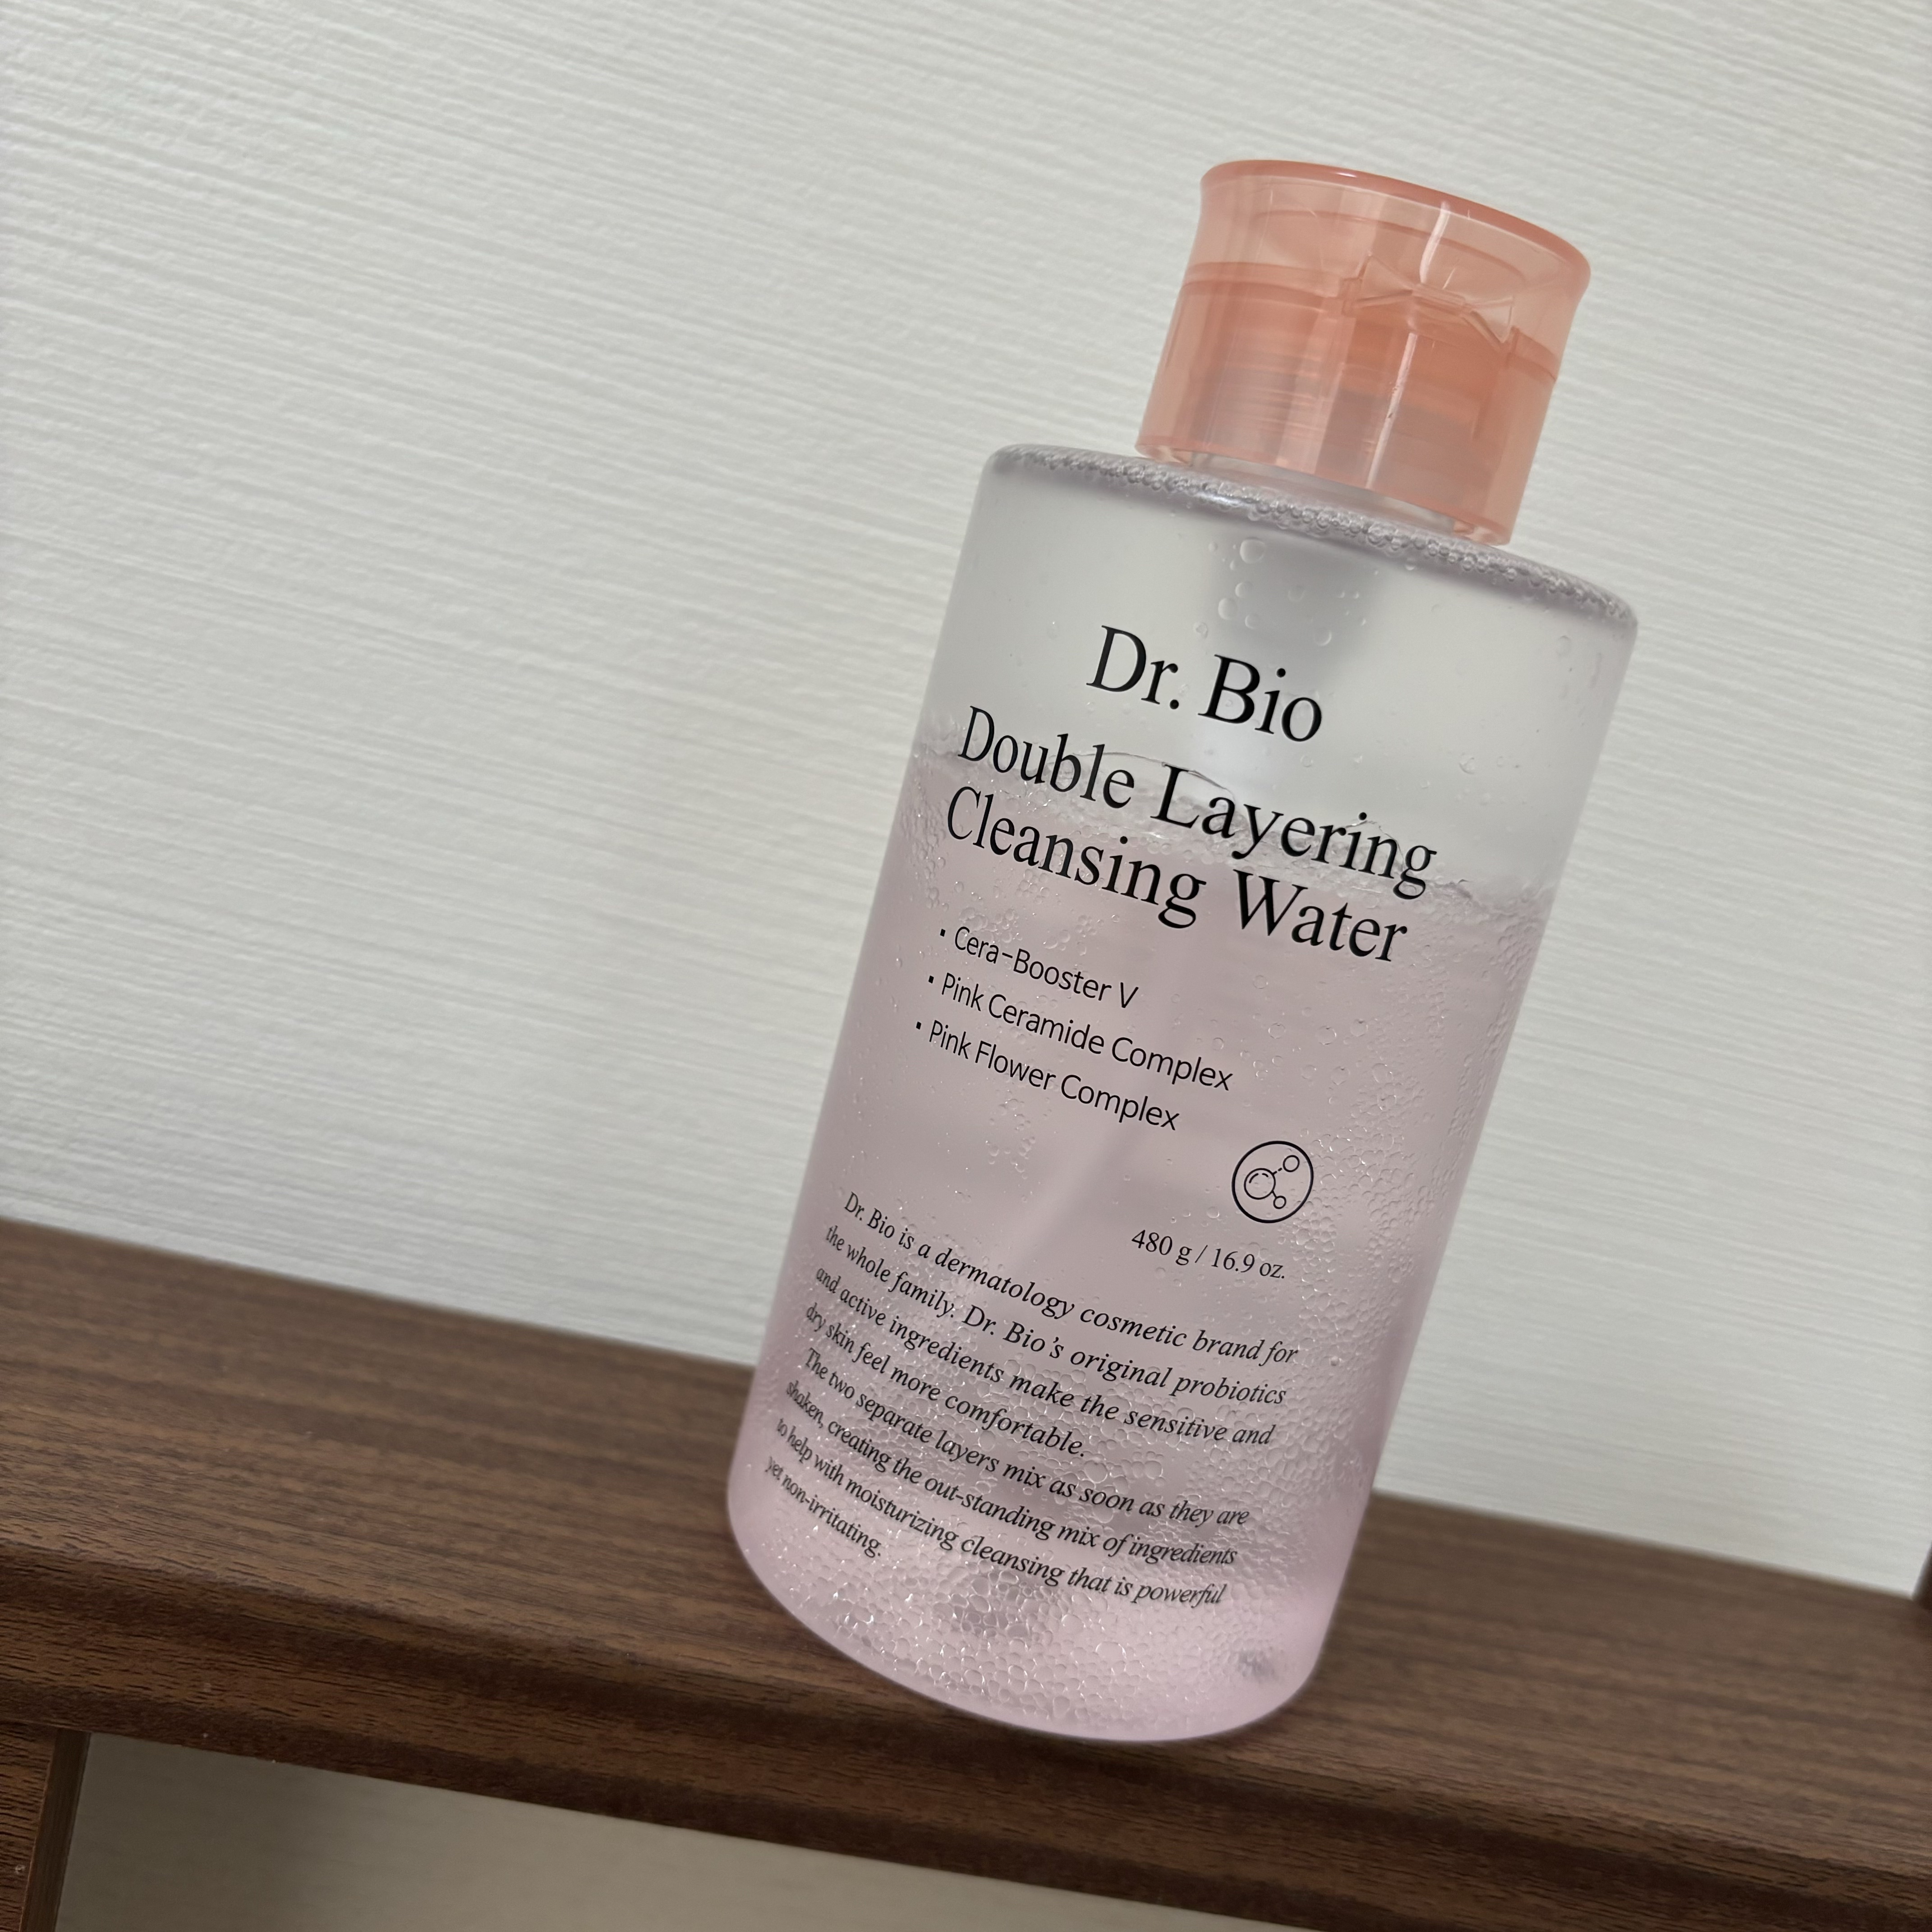 Dr. Bio
Double Layering
Cleansing Water
· Cera-Booster V
· Pink Ceramide Complex
· Pink Flower Complex
480 g / 16.9 oz.
Dr. Bio is a dermatology cosmetic brand for
the whole family. Dr. Bio's original probiotics
and active ingredients make the sensitive and
dry skin feel more comfortable.
The two separate layers mix as soon as they are
shaken, creating the out-standing mix of ingredients
to help with moisturizing cleansing that is powerful
yet non-irritating.